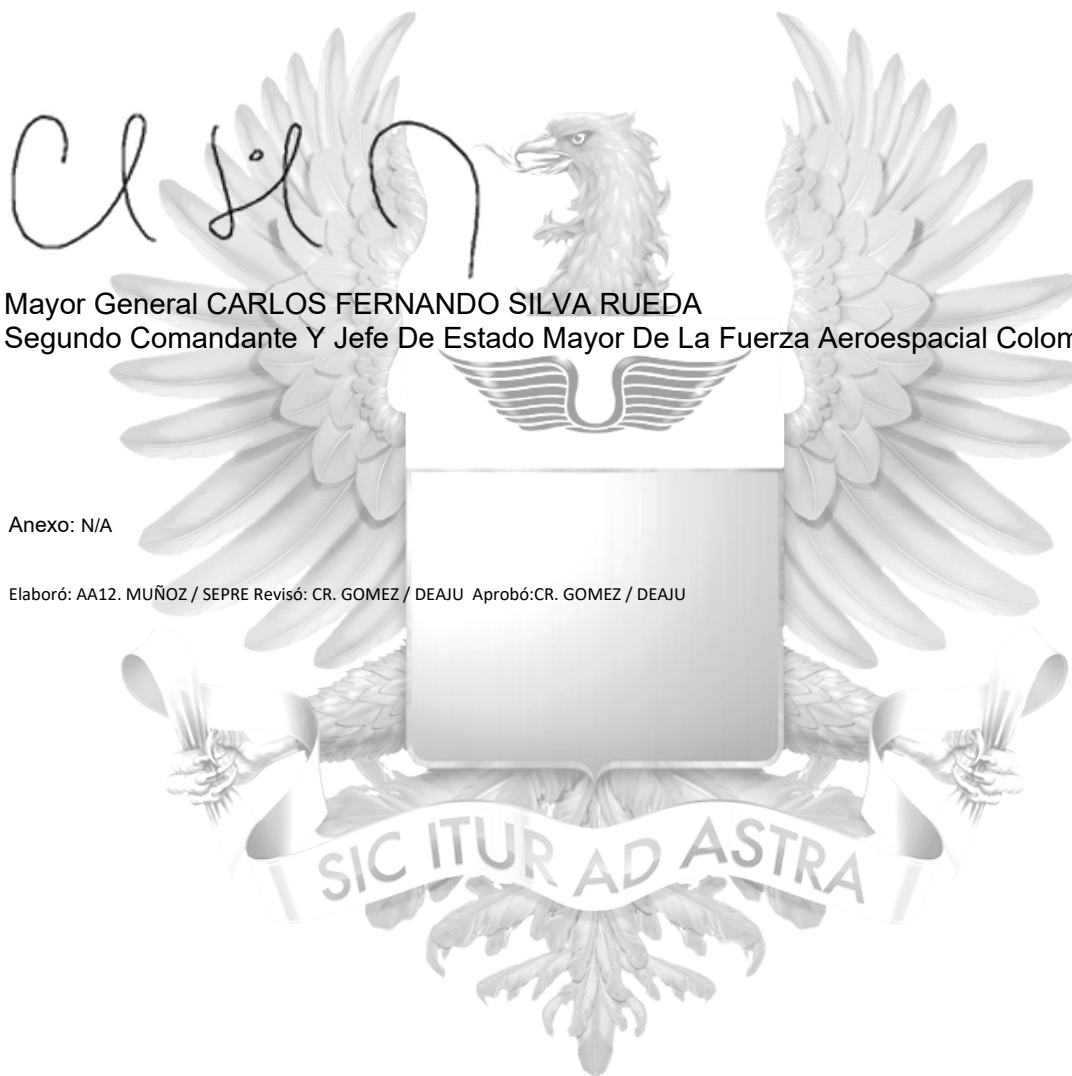 Mayor General CARLOS FERNANDO SILVA RUEDA
Segundo Comandante Y Jefe De Estado Mayor De La Fuerza Aeroespacial Colom
Anexo: N/A
Elaboró: AA12. MUÑOZ / SEPRE Revisó: CR. GOMEZ / DEAJU Aprobó:CR. GOMEZ / DEAJU
SIC ITUR AD ASTRA